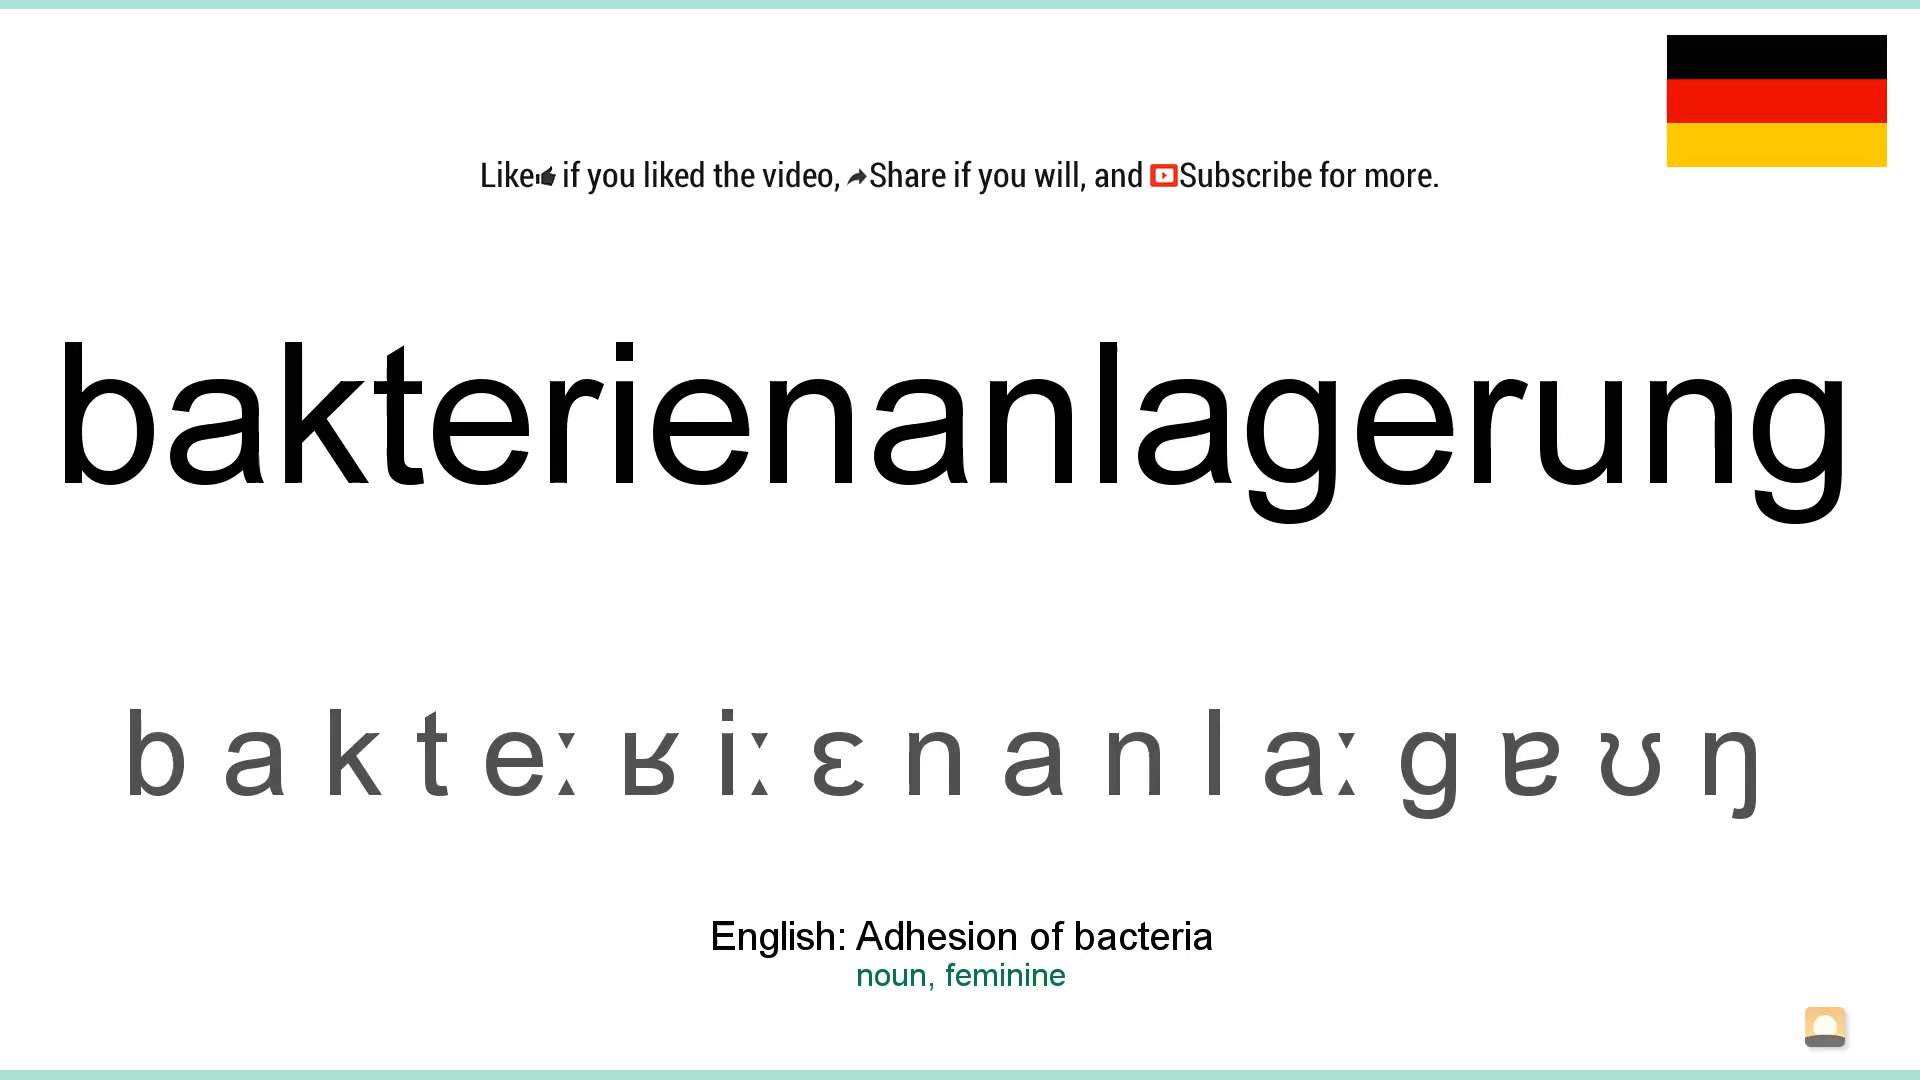 Like if you liked the video, Share if you will, and Subscribe for more.
bakterienanlagerung
b a k t eː ʁ iː ɛ n a n l aː g ɐ ʊ ŋ
English: Adhesion of bacteria
noun, feminine